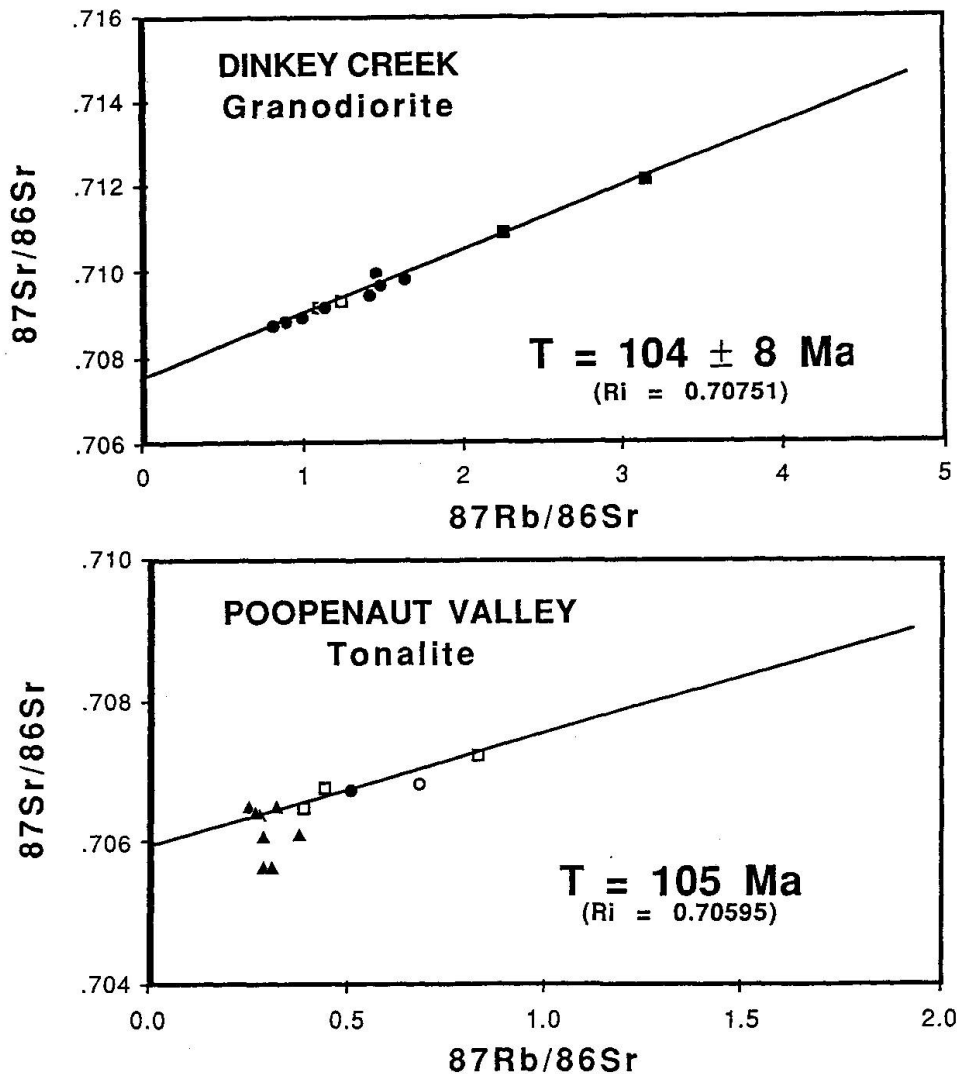 .716
DINKEY CREEK
Granodiorite
.714
.712
.710
.708
.706
87Sr/86Sr
T = 104 ± 8 Ma
(Ri = 0.70751)
0 1 2 3 4 5
87Rb/86Sr
.710
POOPENAUT VALLEY
Tonalite
.708
.706
.704
87Sr/86Sr
T = 105 Ma
(Ri = 0.70595)
0.0 0.5 1.0 1.5 2.0
87Rb/86Sr